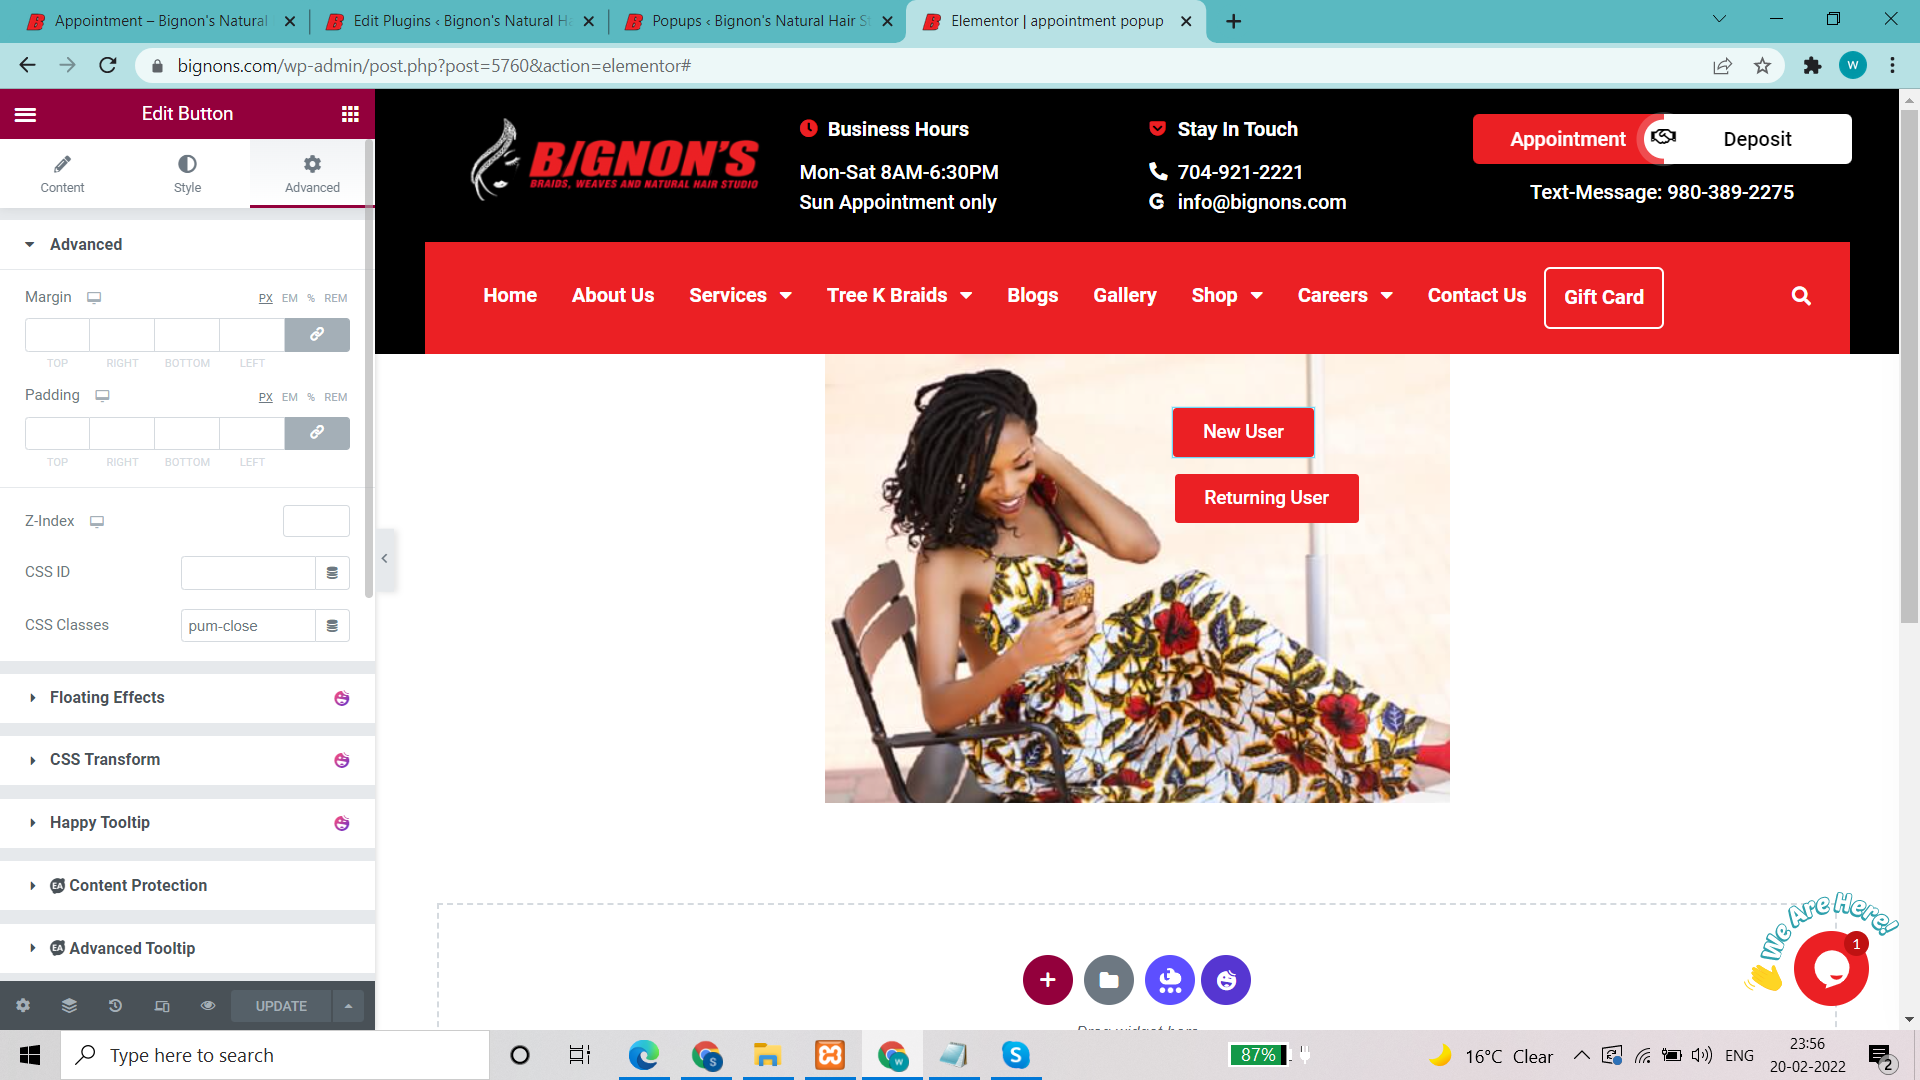 Appointment – Bignon's Natural
Edit Plugins ‹ Bignon's Natural Ha
Popups ‹ Bignon's Natural Hair St
Elementor | appointment popup
bignons.com/wp-admin/post.php?post=5760&action=elementor#
W
Edit Button
Content
Style
Advanced
Advanced
Margin
PX EM % REM
TOP RIGHT BOTTOM LEFT
Padding
PX EM % REM
TOP RIGHT BOTTOM LEFT
Z-Index
CSS ID
CSS Classes
pum-close
Floating Effects
CSS Transform
Happy Tooltip
EA Content Protection
EA Advanced Tooltip
UPDATE
BIGNON'S
BRAIDS, WEAVES AND NATURAL HAIR STUDIO
Business Hours
Mon-Sat 8AM-6:30PM
Sun Appointment only
Stay In Touch
704-921-2221
info@bignons.com
Appointment
Deposit
Text-Message: 980-389-2275
Home About Us Services Tree K Braids Blogs Gallery Shop Careers Contact Us Gift Card
New User
Returning User
Drag widget here
We Are Here!
1
Type here to search
87%
16°C Clear
ENG
23:56
20-02-2022
2